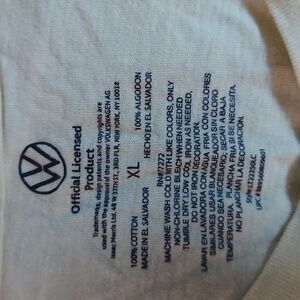 Official Licensed
Product
Trademarks, design patents and copyrights are
used with the approval of the owner VOLKSWAGEN AG
Isaac Morris Ltd. 48 W 37TH ST., 3RD FLR, NEW YORK, NY 10018
XL
100% COTTON 100% ALGODON
MADE IN EL SALVADOR HECHO EN EL SALVADOR
RN#87272
MACHINE WASH COLD WITH LIKE COLORS, ONLY
NON-CHLORINE BLEACH WHEN NEEDED
TUMBLE DRY LOW, COOL IRON AS NEEDED.
DO NOT IRON DECORATION.
LAVAR EN LAVADORA CON AGUA FRIA, CON COLORES
SIMILARES, USAR BLANQUEADOR SIN CLORO
CUANDO SEA NECESARIO; SECAR A BAJA
TEMPERATURA, PLANCHA FRIA SI SE NECESITA.
NO PLANCHAR LA DECORACION.